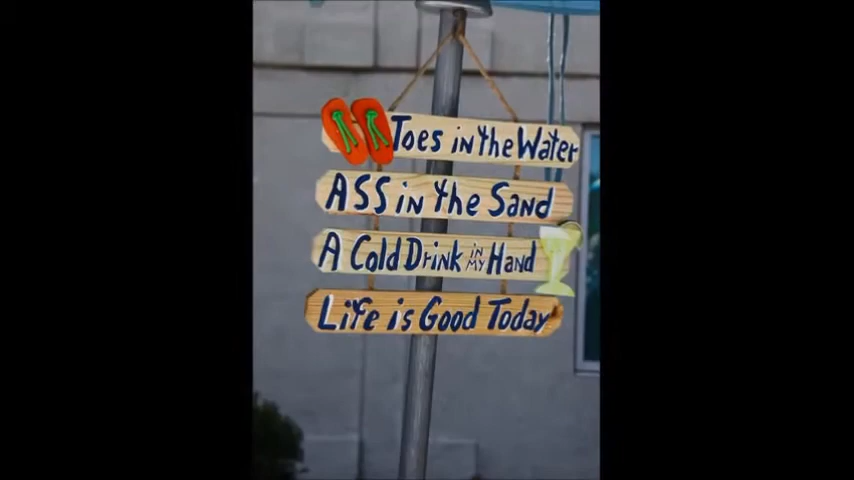 Toes in the Water
ASS in the Sand
A Cold Drink in my Hand
Life is Good Today